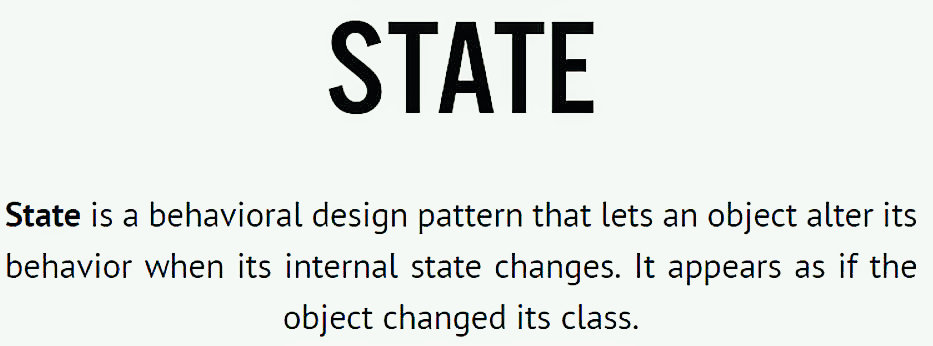 STATE
State is a behavioral design pattern that lets an object alter its
behavior when its internal state changes. It appears as if the
object changed its class.